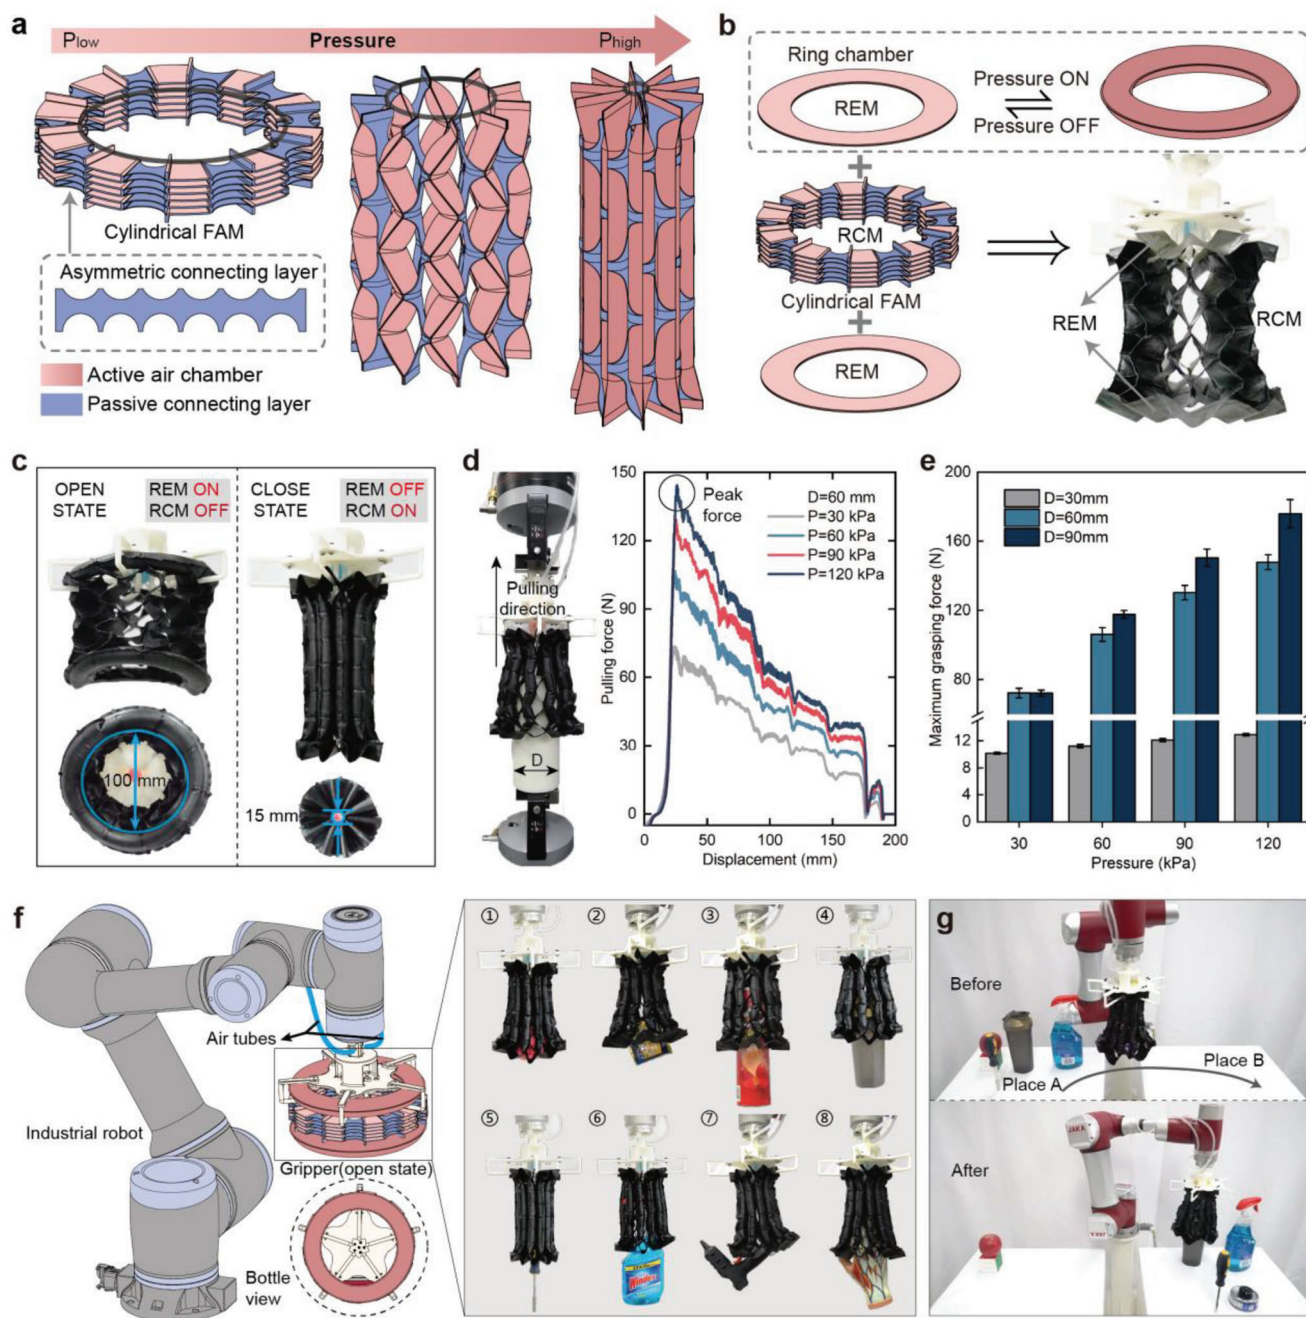 a
Plow
Pressure
Phigh
Cylindrical FAM
Asymmetric connecting layer
Active air chamber
Passive connecting layer
b
Ring chamber
REM
Pressure ON
Pressure OFF
+
RCM
Cylindrical FAM
+
REM
REM
RCM
c
OPEN
STATE
REM ON
RCM OFF
CLOSE
STATE
REM OFF
RCM ON
100 mm
15 mm
d
Pulling
direction
D
Pulling force (N)
150
120
90
60
30
0
Peak
force
D=60 mm
P=30 kPa
P=60 kPa
P=90 kPa
P=120 kPa
0
50
100
150
200
Displacement (mm)
e
Maximum grasping force (N)
200
160
120
80
12
8
4
0
D=30mm
D=60mm
D=90mm
30
60
90
120
Pressure (kPa)
f
Air tubes
Industrial robot
Gripper(open state)
Bottle
view
① ② ③ ④
⑤ ⑥ ⑦ ⑧
Windex
g
Before
Place A
Place B
After
JAKA